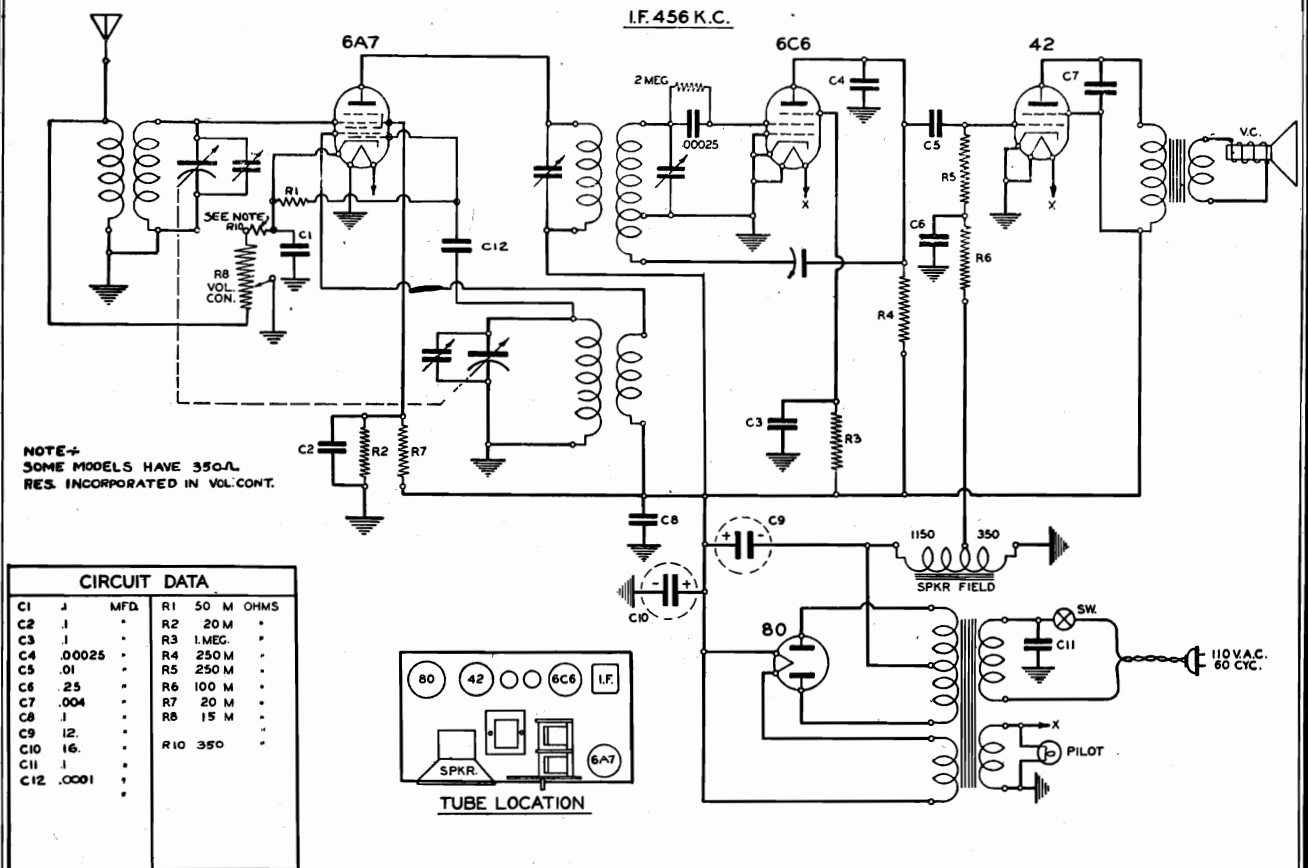 I.F. 456 K.C.
6A7
6C6
42
2 MEG
.00025
C4
C7
C5
V.C.
R5
R1
X
X
SEE NOTE
R10
C1
C12
C6
R6
R8
VOL.
CON.
R4
C2
R2
R7
C3
R3
NOTE÷
SOME MODELS HAVE 350Ω
RES. INCORPORATED IN VOL. CONT.
C8
C9
+ -
1150 350
SPKR FIELD
- +
C10
80
SW.
C11
110 V.A.C.
60 CYC.
X
PILOT
CIRCUIT DATA
C1 .1 MFD. R1 50 M OHMS
C2 .1 " R2 20 M "
C3 .1 " R3 1. MEG. "
C4 .00025 " R4 250 M "
C5 .01 " R5 250 M "
C6 .25 " R6 100 M "
C7 .004 " R7 20 M "
C8 .1 " R8 15 M "
C9 12. "
C10 16. " R10 350 "
C11 .1 "
C12 .0001 "
"
80 42 6C6 I.F.
6A7
SPKR.
TUBE LOCATION